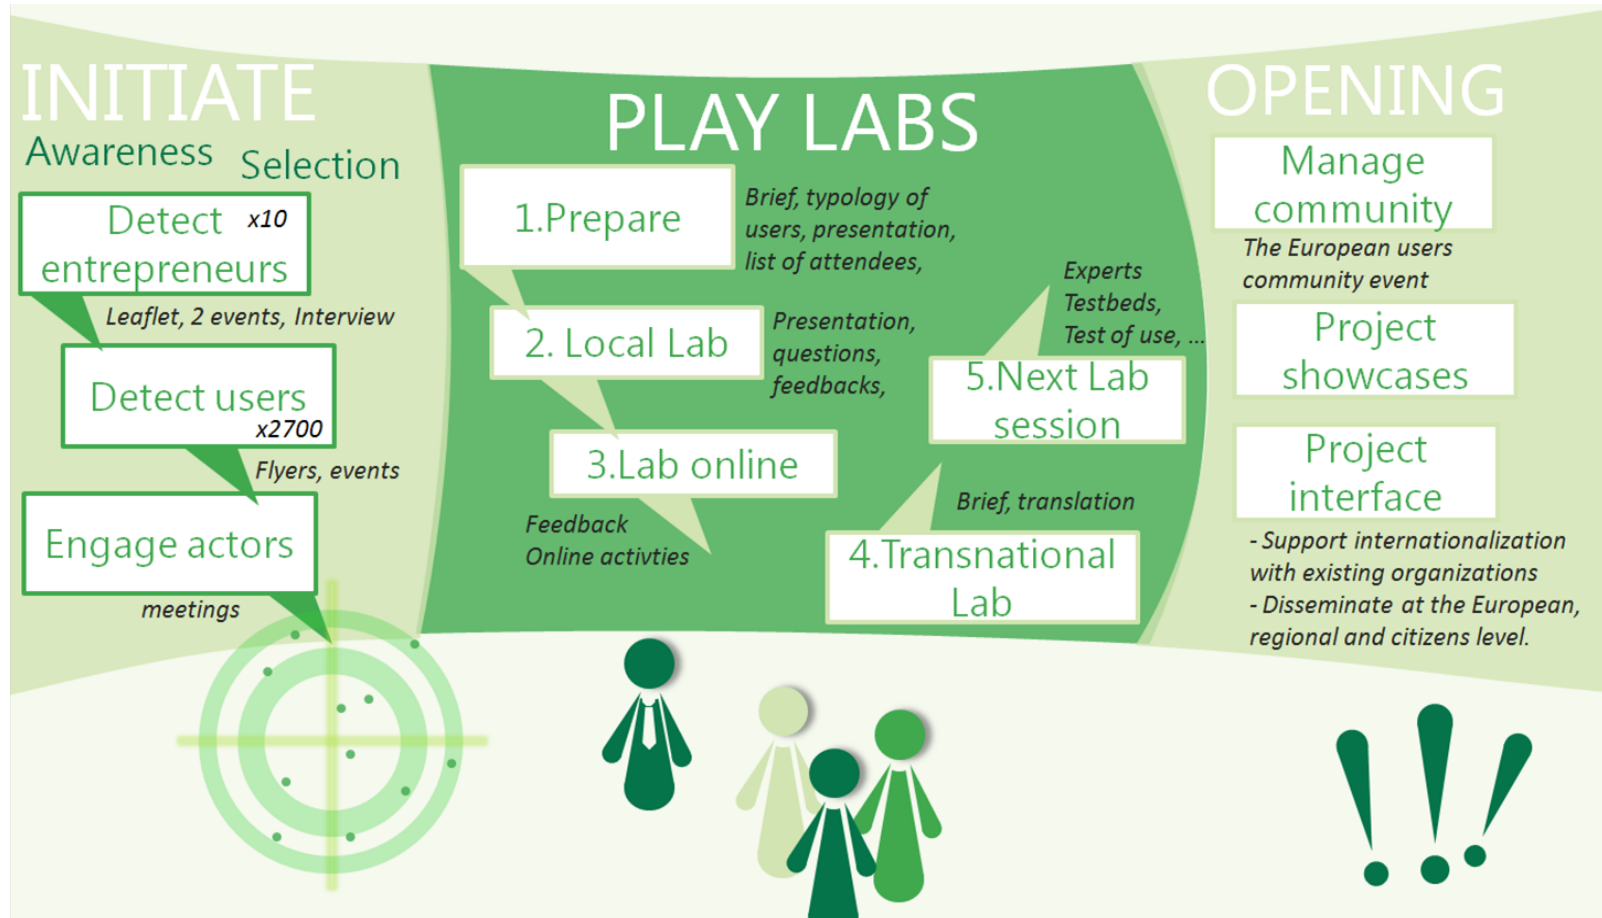 INITIATE
Awareness
Selection
Detect x10
entrepreneurs
Leaflet, 2 events, Interview
Detect users
x2700
Flyers, events
Engage actors
meetings
PLAY LABS
1.Prepare
Brief, typology of
users, presentation,
list of attendees,
2. Local Lab
Presentation,
questions,
feedbacks,
3.Lab online
Feedback
Online activties
4.Transnational
Lab
Brief, translation
5.Next Lab
session
Experts
Testbeds,
Test of use, ...
OPENING
Manage
community
The European users
community event
Project
showcases
Project
interface
- Support internationalization
with existing organizations
- Disseminate at the European,
regional and citizens level.